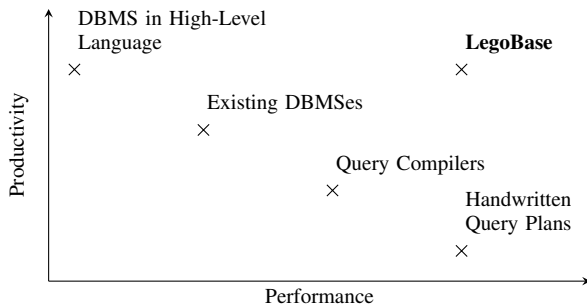 DBMS in High-Level
Language
LegoBase
Existing DBMSes
Query Compilers
Handwritten
Query Plans
Productivity
Performance